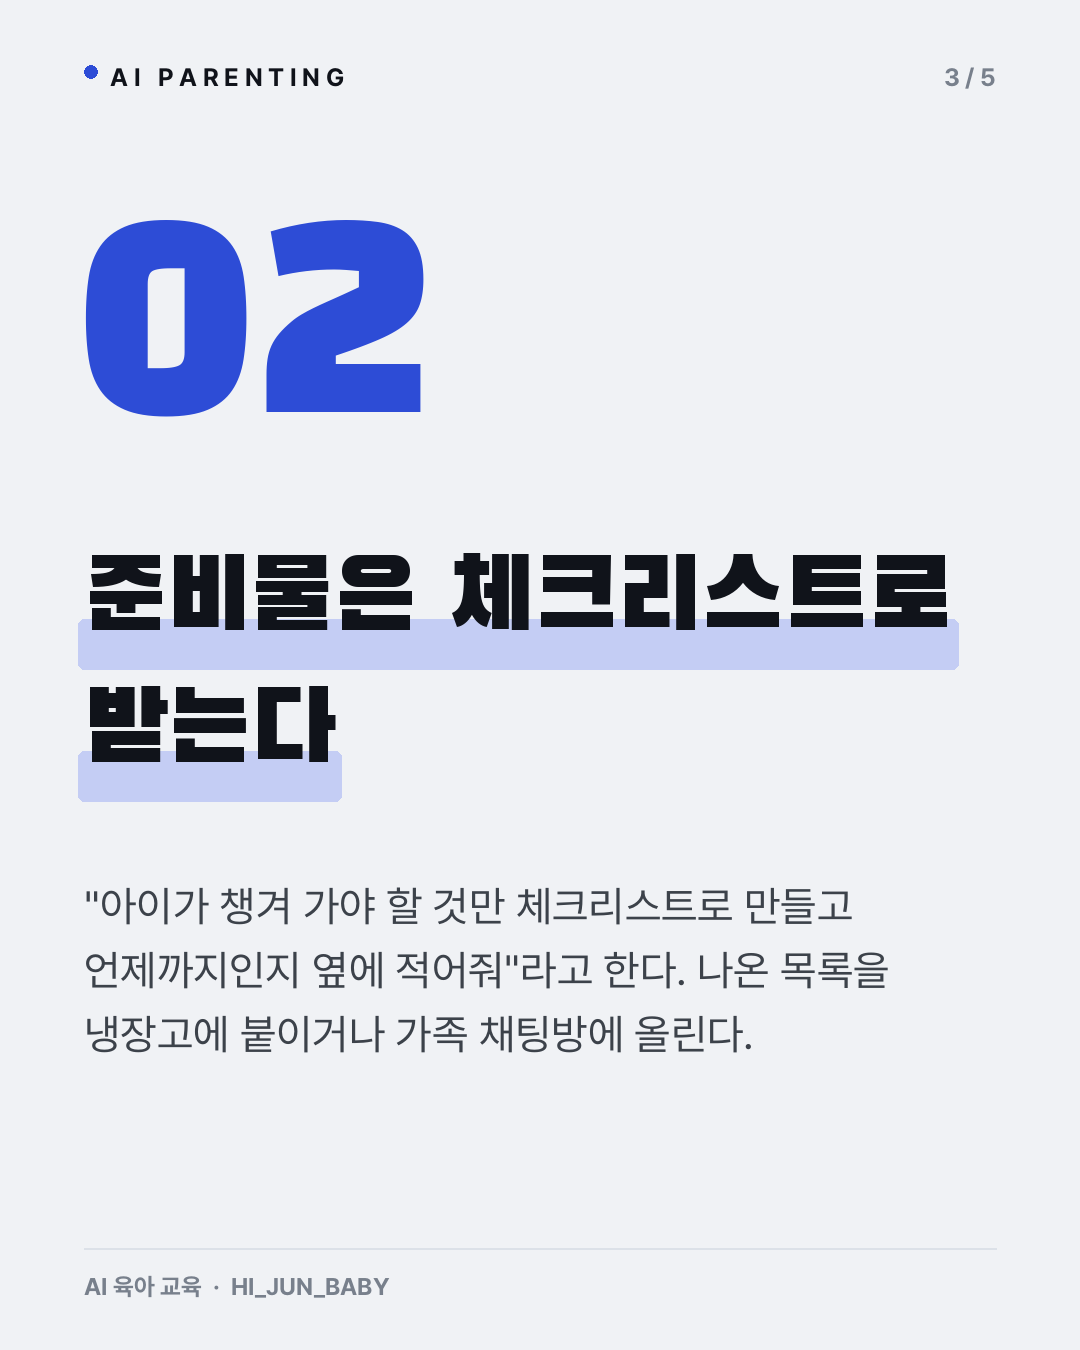 AI PARENTING
3 / 5
02
준비물은 체크리스트로
받는다
"아이가 챙겨 가야 할 것만 체크리스트로 만들고
언제까지인지 옆에 적어줘"라고 한다. 나온 목록을
냉장고에 붙이거나 가족 채팅방에 올린다.
AI 육아 교육 · HI_JUN_BABY